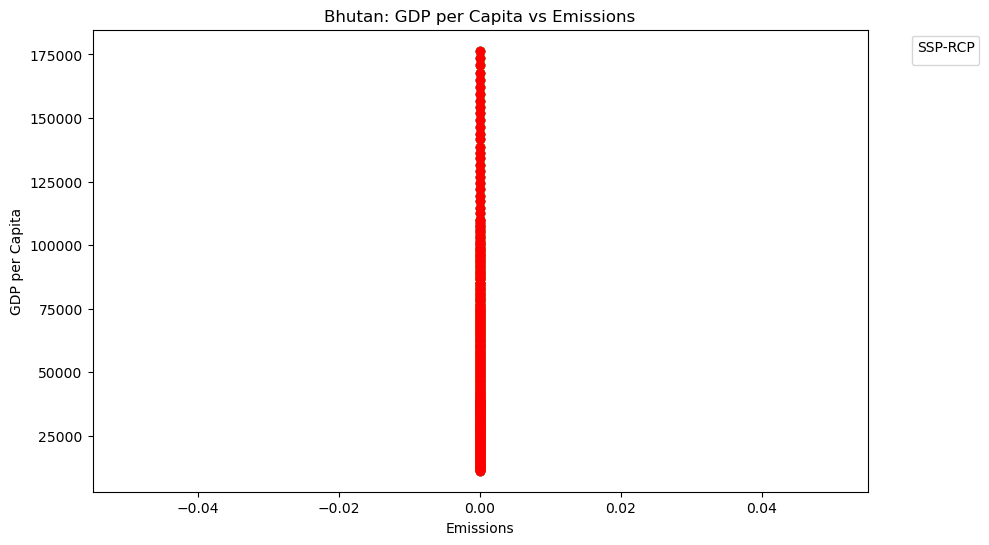 Bhutan: GDP per Capita vs Emissions
SSP-RCP
175000
150000
125000
100000
75000
50000
25000
GDP per Capita
−0.04 −0.02 0.00 0.02 0.04
Emissions